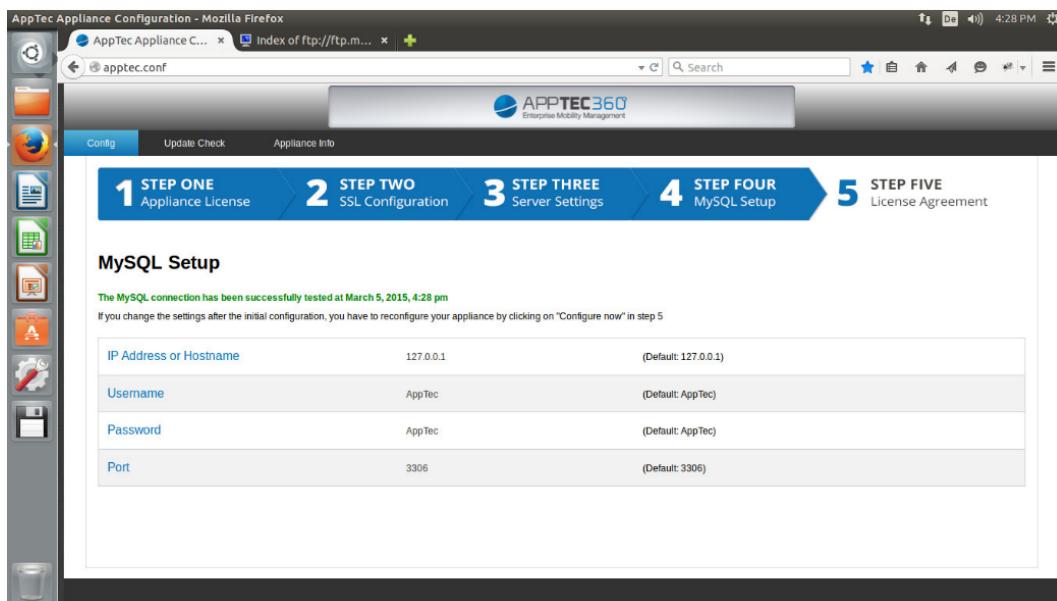 AppTec Appliance Configuration - Mozilla Firefox
De
4:28 PM
AppTec Appliance C... ×
Index of ftp://ftp.m... ×
apptec.conf
Search
APPTEC360
Enterprise Mobility Management
Config
Update Check
Appliance Info
1 STEP ONE
Appliance License
2 STEP TWO
SSL Configuration
3 STEP THREE
Server Settings
4 STEP FOUR
MySQL Setup
5 STEP FIVE
License Agreement
MySQL Setup
The MySQL connection has been successfully tested at March 5, 2015, 4:28 pm
If you change the settings after the initial configuration, you have to reconfigure your appliance by clicking on "Configure now" in step 5
IP Address or Hostname 127.0.0.1 (Default: 127.0.0.1)
Username AppTec (Default: AppTec)
Password AppTec (Default: AppTec)
Port 3306 (Default: 3306)